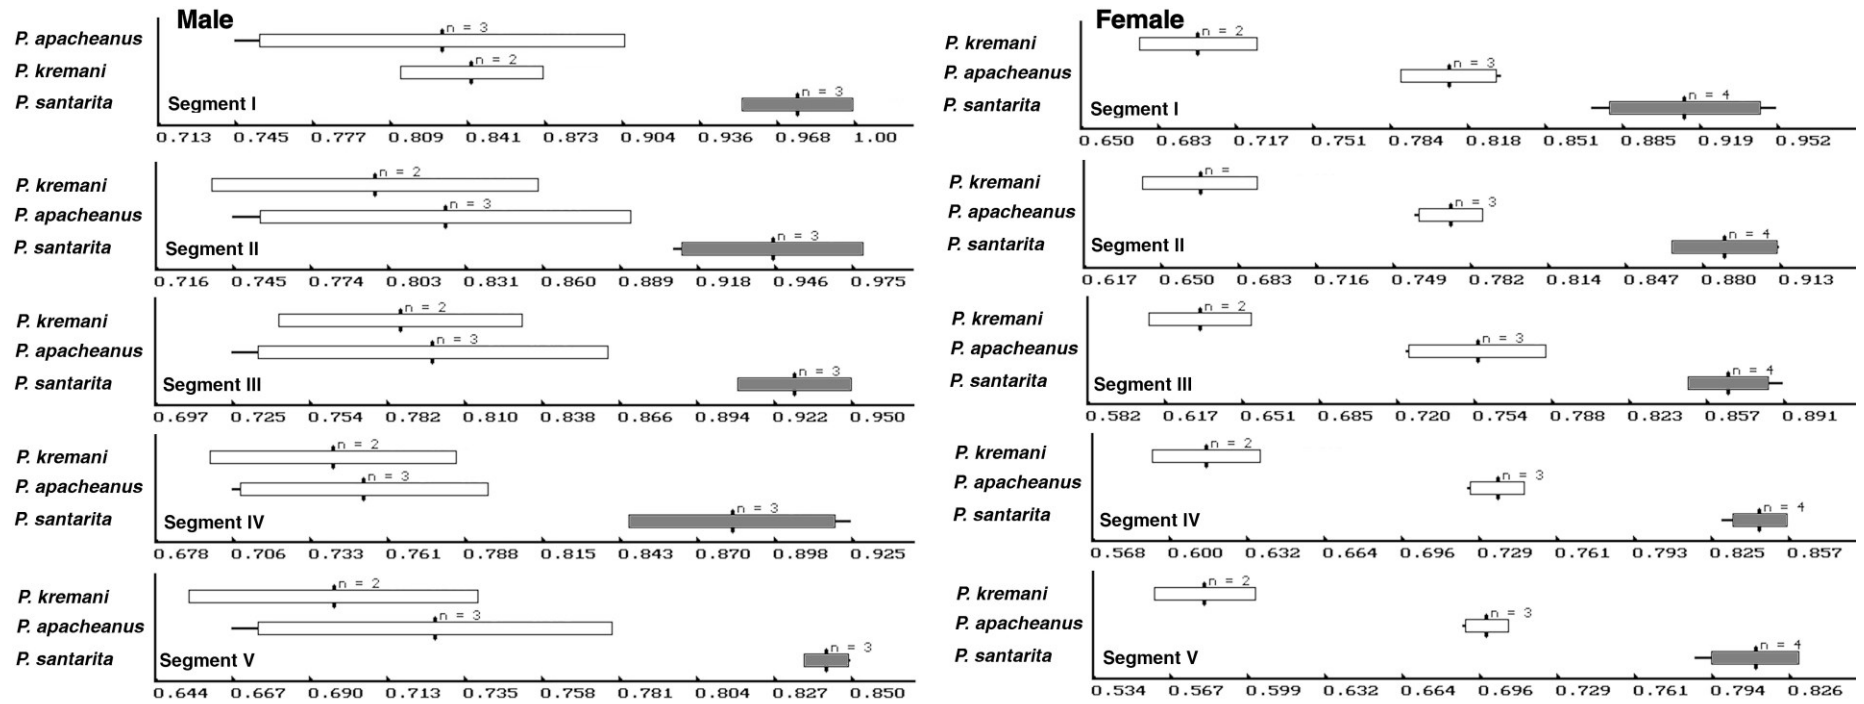 Male
P. apacheanus n = 3
P. kremani n = 2
P. santarita Segment I n = 3
0.713 0.745 0.777 0.809 0.841 0.873 0.904 0.936 0.968 1.00
P. kremani n = 2
P. apacheanus n = 3
P. santarita Segment II n = 3
0.716 0.745 0.774 0.803 0.831 0.860 0.889 0.918 0.946 0.975
P. kremani n = 2
P. apacheanus n = 3
P. santarita Segment III n = 3
0.697 0.725 0.754 0.782 0.810 0.838 0.866 0.894 0.922 0.950
P. kremani n = 2
P. apacheanus n = 3
P. santarita Segment IV n = 3
0.678 0.706 0.733 0.761 0.788 0.815 0.843 0.870 0.898 0.925
P. kremani n = 2
P. apacheanus n = 3
P. santarita Segment V n = 3
0.644 0.667 0.690 0.713 0.735 0.758 0.781 0.804 0.827 0.850
Female
P. kremani n = 2
P. apacheanus n = 3
P. santarita Segment I n = 4
0.650 0.683 0.717 0.751 0.784 0.818 0.851 0.885 0.919 0.952
P. kremani n =
P. apacheanus n = 3
P. santarita Segment II n = 4
0.617 0.650 0.683 0.716 0.749 0.782 0.814 0.847 0.880 0.913
P. kremani n = 2
P. apacheanus n = 3
P. santarita Segment III n = 4
0.582 0.617 0.651 0.685 0.720 0.754 0.788 0.823 0.857 0.891
P. kremani n = 2
P. apacheanus n = 3
P. santarita Segment IV n = 4
0.568 0.600 0.632 0.664 0.696 0.729 0.761 0.793 0.825 0.857
P. kremani n = 2
P. apacheanus n = 3
P. santarita Segment V n = 4
0.534 0.567 0.599 0.632 0.664 0.696 0.729 0.761 0.794 0.826